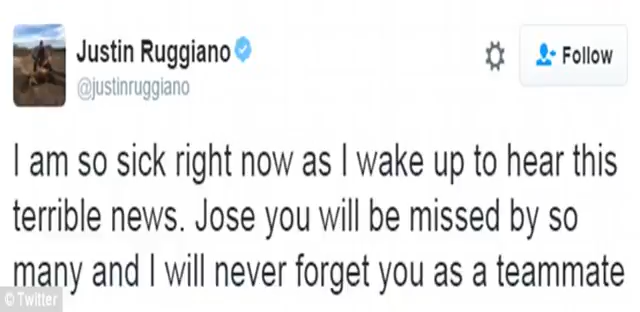 Justin Ruggiano
@justinruggiano
Follow
I am so sick right now as I wake up to hear this
terrible news. Jose you will be missed by so
many and I will never forget you as a teammate
© Twitter